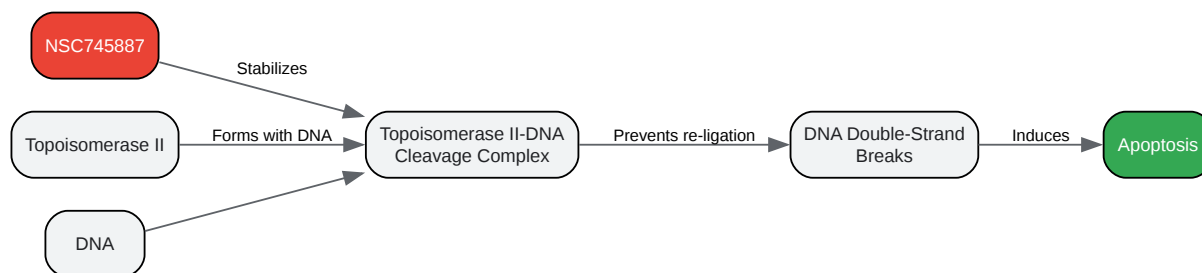 NSC745887
Stabilizes
Topoisomerase II
Forms with DNA
Topoisomerase II-DNA
Cleavage Complex
Prevents re-ligation
DNA Double-Strand
Breaks
Induces
Apoptosis
DNA